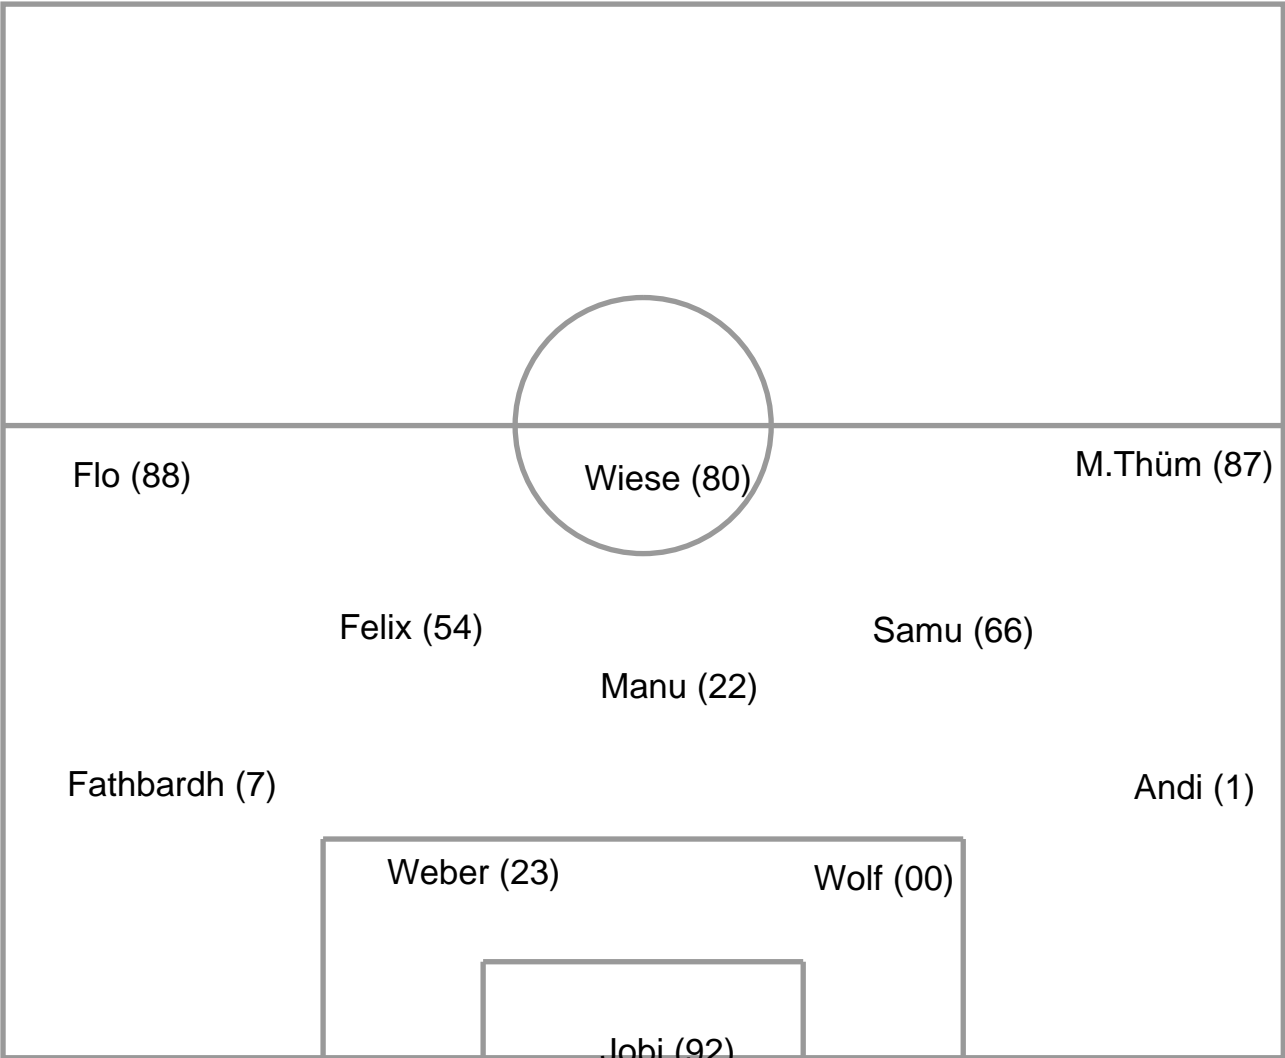 Flo (88)
Wiese (80)
M.Thüm (87)
Felix (54)
Samu (66)
Manu (22)
Fathbardh (7)
Andi (1)
Weber (23)
Wolf (00)
Jobi (92)